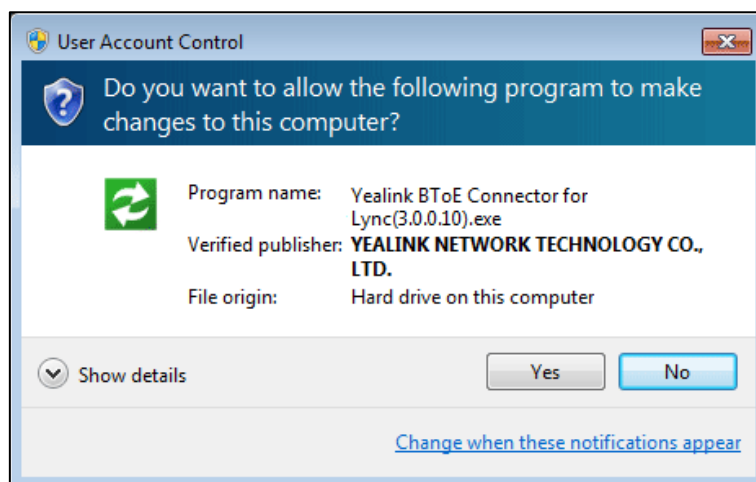 User Account Control
Do you want to allow the following program to make
changes to this computer?
Program name: Yealink BToE Connector for
Lync(3.0.0.10).exe
Verified publisher: YEALINK NETWORK TECHNOLOGY CO.,
LTD.
File origin: Hard drive on this computer
Show details
Yes
No
Change when these notifications appear